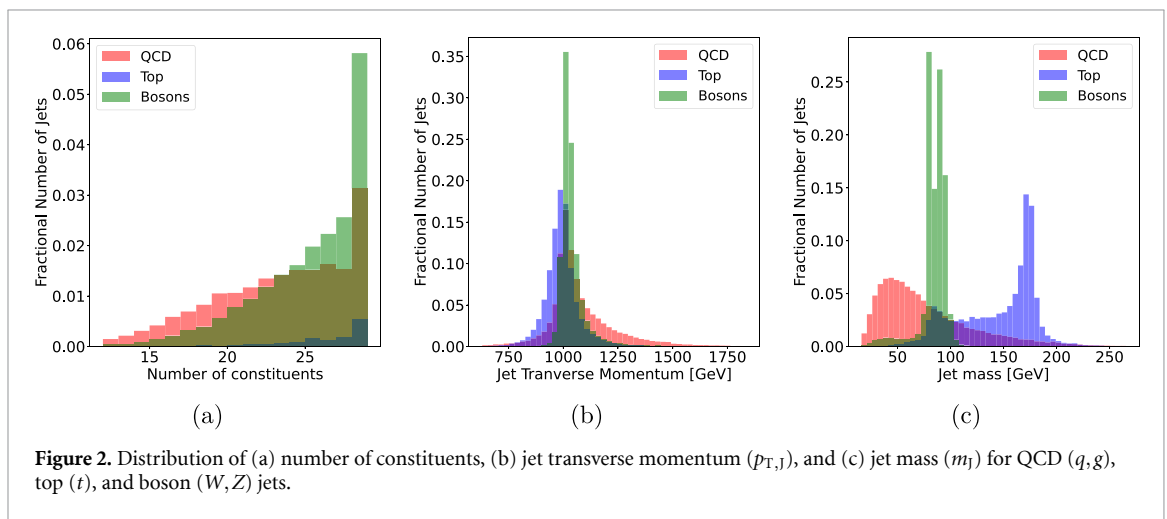 QCD
Top
Bosons
Fractional Number of Jets
0.06
0.05
0.04
0.03
0.02
0.01
0.00
15 20 25
Number of constituents
(a)
QCD
Top
Bosons
Fractional Number of Jets
0.35
0.30
0.25
0.20
0.15
0.10
0.05
0.00
750 1000 1250 1500 1750
Jet Tranverse Momentum [GeV]
(b)
QCD
Top
Bosons
Fractional Number of Jets
0.25
0.20
0.15
0.10
0.05
0.00
50 100 150 200 250
Jet mass [GeV]
(c)
Figure 2. Distribution of (a) number of constituents, (b) jet transverse momentum (p_T,J), and (c) jet mass (m_J) for QCD (q,g),
top (t), and boson (W,Z) jets.